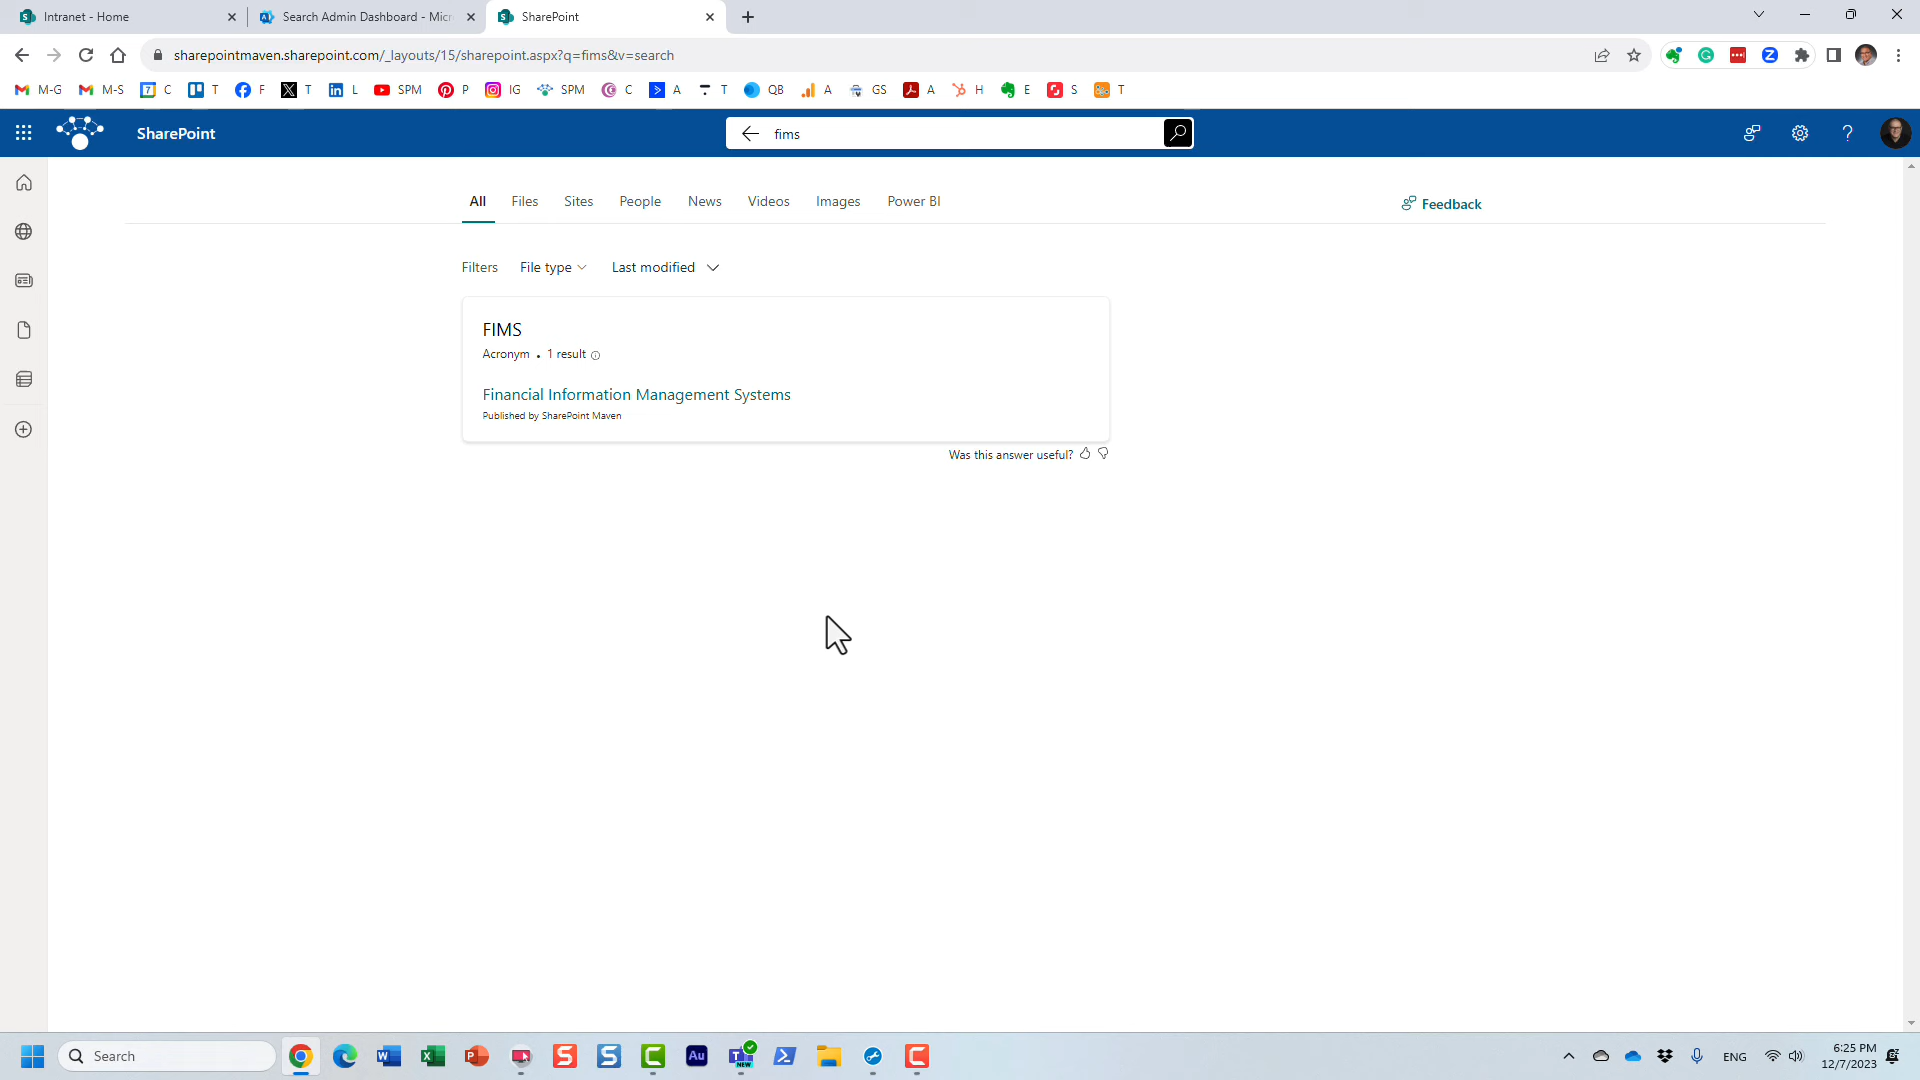 Intranet - Home
Search Admin Dashboard - Micr
SharePoint
sharepointmaven.sharepoint.com/_layouts/15/sharepoint.aspx?q=fims&v=search
M-G M-S C T F T L SPM P IG SPM C A T QB A GS A H E S T
SharePoint
fims
All Files Sites People News Videos Images Power BI
Feedback
Filters File type Last modified
FIMS
Acronym • 1 result
Financial Information Management Systems
Published by SharePoint Maven
Was this answer useful?
Search
ENG
6:25 PM
12/7/2023